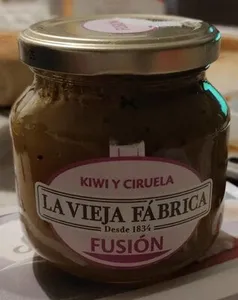 KIWI Y CIRUELA
LA VIEJA FÁBRICA
Desde 1834
FUSIÓN